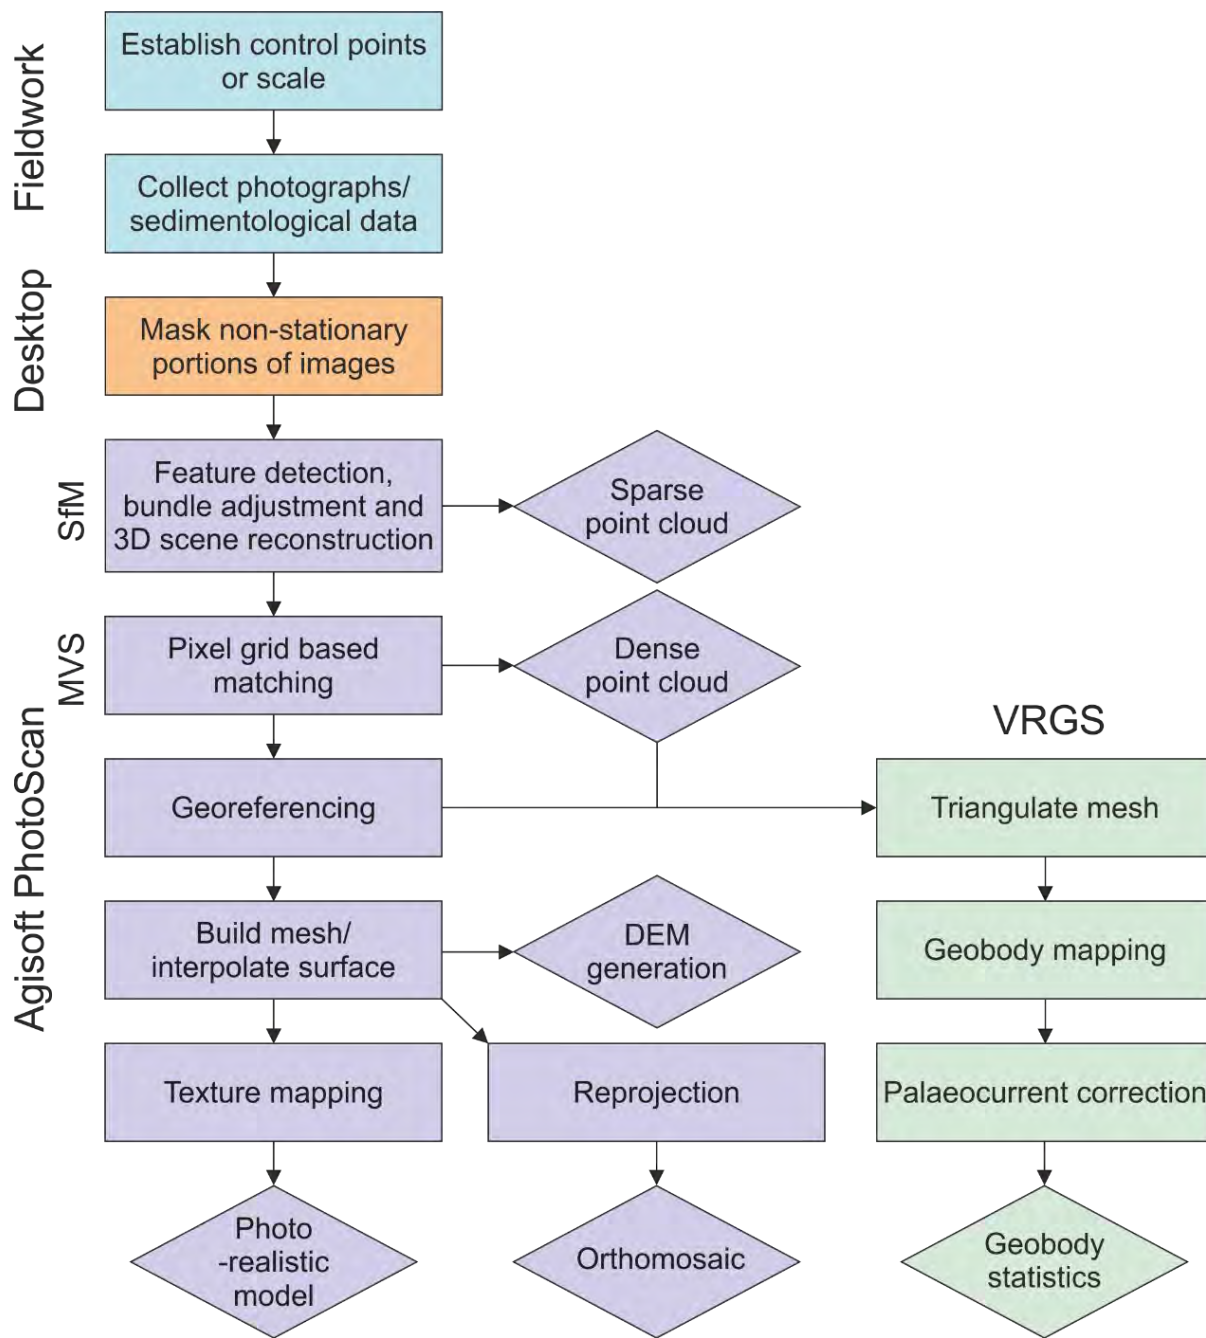 Fieldwork
Establish control points
or scale
Collect photographs/
sedimentological data
Desktop
Mask non-stationary
portions of images
SfM
Feature detection,
bundle adjustment and
3D scene reconstruction
Sparse
point cloud
MVS
Pixel grid based
matching
Dense
point cloud
Agisoft PhotoScan
Georeferencing
VRGS
Triangulate mesh
Build mesh/
interpolate surface
DEM
generation
Geobody mapping
Texture mapping
Reprojection
Palaeocurrent correction
Photo
-realistic
model
Orthomosaic
Geobody
statistics